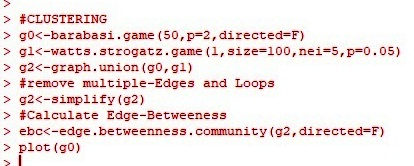 >
> #CLUSTERING
> g0<-barabasi.game(50,p=2,directed=F)
> g1<-watts.strogatz.game(1,size=100,nei=5,p=0.05)
> g2<-graph.union(g0,g1)
> #remove multiple-Edges and Loops
> g2<-simplify(g2)
> #Calculate Edge-Betweeness
> ebc<-edge.betweenness.community(g2,directed=F)
> plot(g0)
>